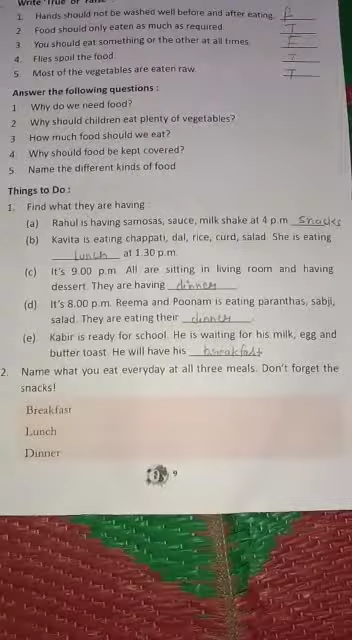 Write 'True' or 'False'
1. Hands should not be washed well before and after eating. F
2 Food should only eaten as much as required. T
3 You should eat something or the other at all times. F
4. Flies spoil the food. T
5. Most of the vegetables are eaten raw. T
Answer the following questions :
1 Why do we need food?
2 Why should children eat plenty of vegetables?
3 How much food should we eat?
4 Why should food be kept covered?
5 Name the different kinds of food
Things to Do :
1. Find what they are having :
(a) Rahul is having samosas, sauce, milk shake at 4 p.m. Snacks
(b) Kavita is eating chappati, dal, rice, curd, salad. She is eating
lunch at 1.30 p.m.
(c) It's 9.00 p.m. All are sitting in living room and having
dessert. They are having dinner
(d) It's 8.00 p.m. Reema and Poonam is eating paranthas, sabji,
salad. They are eating their dinner.
(e) Kabir is ready for school. He is waiting for his milk, egg and
butter toast. He will have his breakfast
2. Name what you eat everyday at all three meals. Don't forget the
snacks!
Breakfast
Lunch
Dinner
9